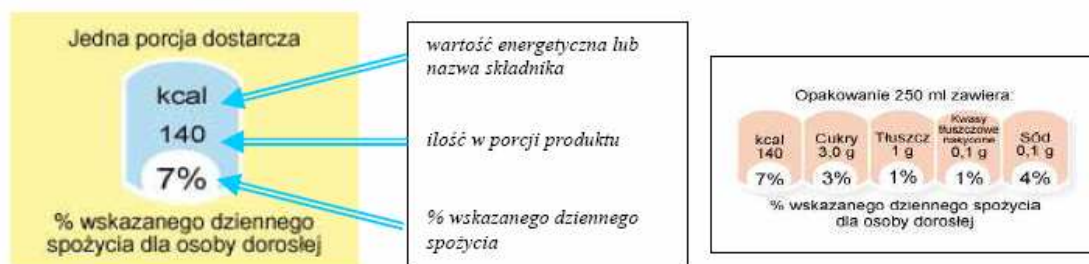 Jedna porcja dostarcza
kcal
140
7%
% wskazanego dziennego
spożycia dla osoby dorosłej
wartość energetyczna lub
nazwa składnika
ilość w porcji produktu
% wskazanego dziennego
spożycia
Opakowanie 250 ml zawiera:
kcal
140
7%
Cukry
3,0 g
3%
Tłuszcz
1 g
1%
Kwasy
tłuszczowe
nasycone
0,1 g
1%
Sód
0,1 g
4%
% wskazanego dziennego spożycia
dla osoby dorosłej